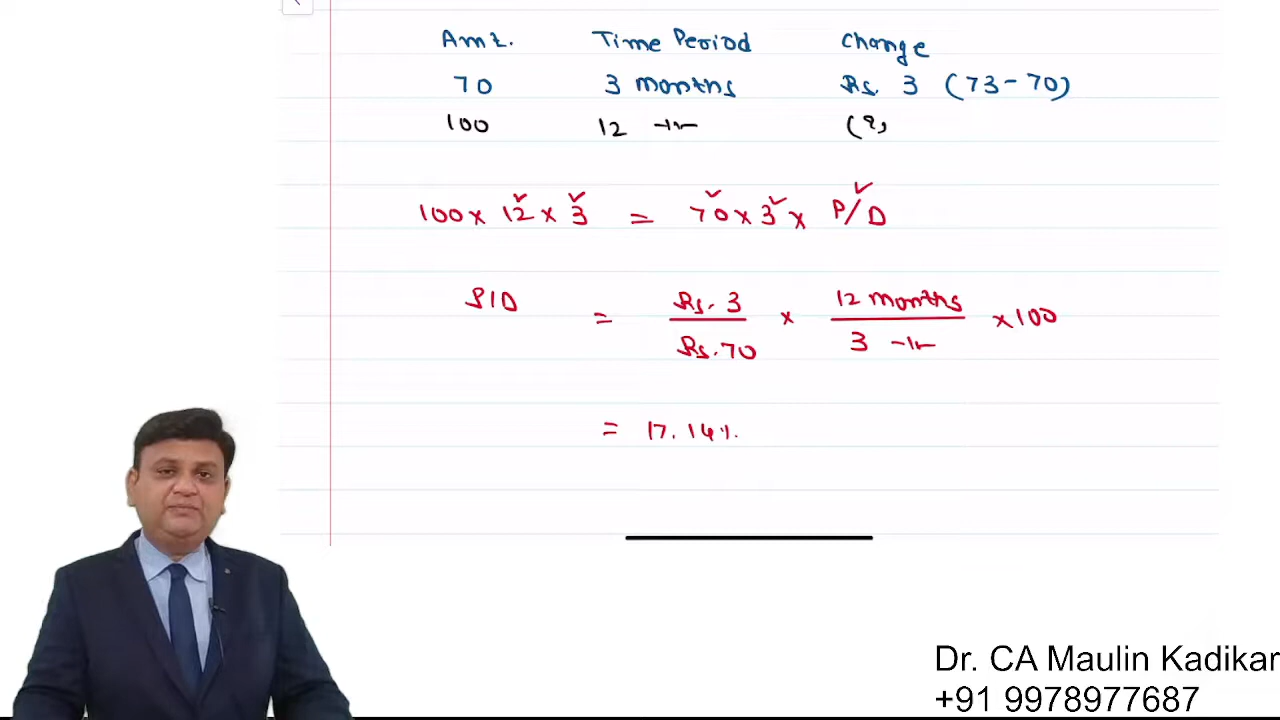 Amt. Time Period Change
70 3 months Rs. 3 (73-70)
100 12 -"- (?)
100 x 12 x 3 = 70 x 3 x P/D
P/D = Rs. 3 / Rs. 70 x 12 months / 3 -"- x 100
= 17.14%
Dr. CA Maulin Kadikar
+91 9978977687